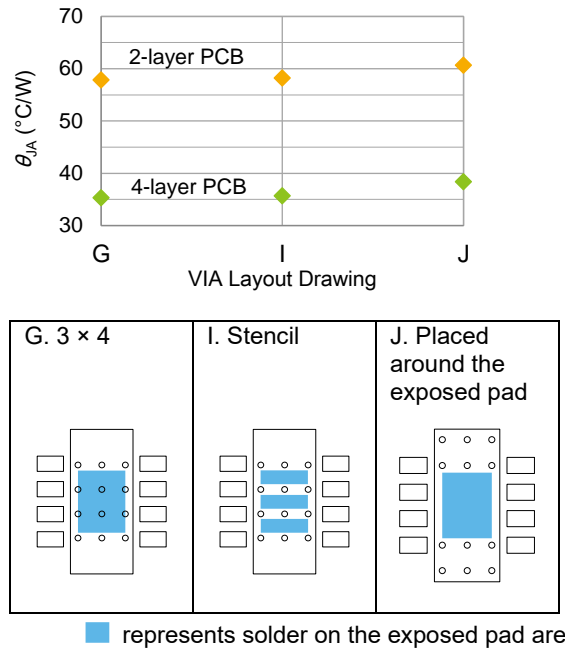 70
60
50
40
30
θJA (°C/W)
2-layer PCB
4-layer PCB
G
I
J
VIA Layout Drawing
G. 3 × 4
I. Stencil
J. Placed
around the
exposed pad
represents solder on the exposed pad are